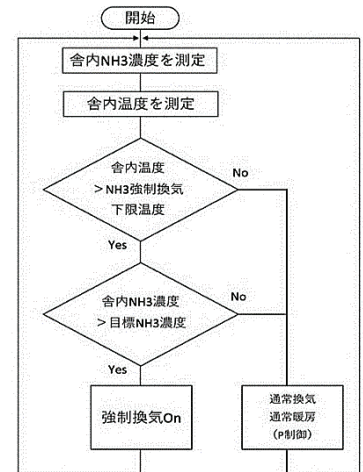 開始
舎内NH3濃度を測定
舎内温度を測定
舎内温度
＞NH3強制換気
下限温度
No
Yes
舎内NH3濃度
＞目標NH3濃度
No
Yes
強制換気On
通常換気
通常暖房
（P制御）